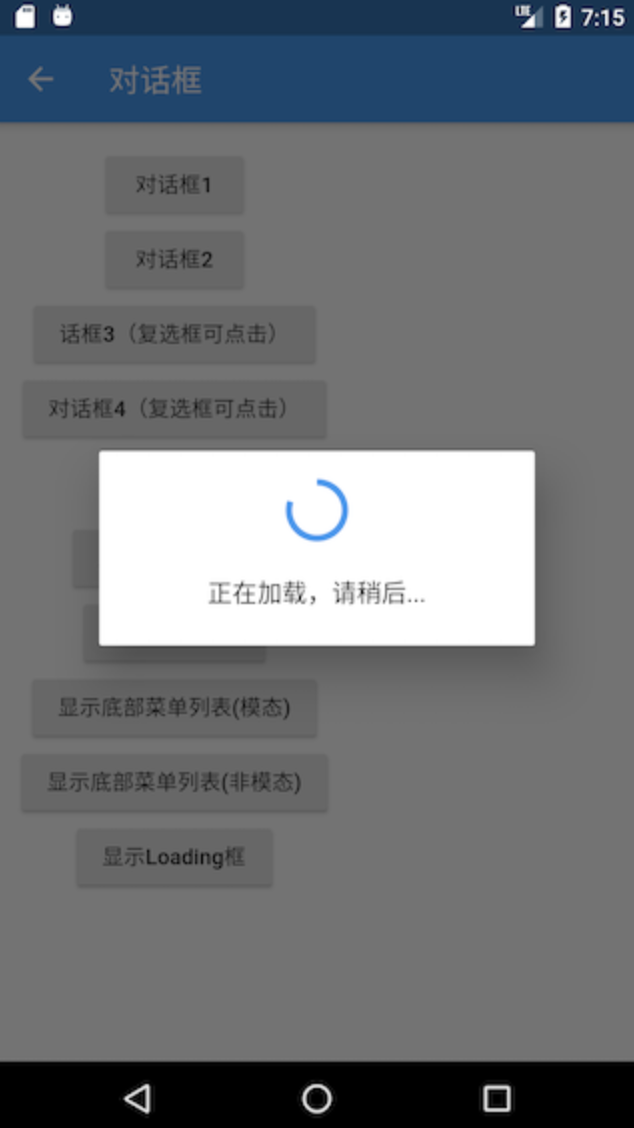 LTE 7:15
对话框
对话框1
对话框2
话框3（复选框可点击）
对话框4（复选框可点击）
正在加载，请稍后...
显示底部菜单列表(模态)
显示底部菜单列表(非模态)
显示Loading框